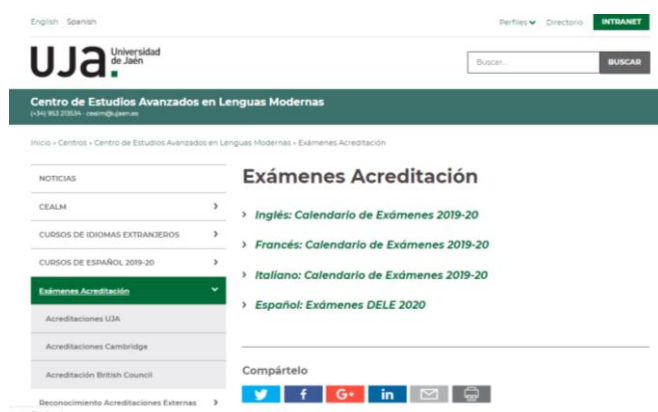 English Spanish
Perfiles Directorio INTRANET
UJa. Universidad
de Jaén
Buscar... BUSCAR
Centro de Estudios Avanzados en Lenguas Modernas
(+34) 953 213534 - cealm@ujaen.es
Inicio » Centros » Centro de Estudios Avanzados en Lenguas Modernas » Exámenes Acreditación
NOTICIAS
CEALM
CURSOS DE IDIOMAS EXTRANJEROS
CURSOS DE ESPAÑOL 2019-20
Exámenes Acreditación
Acreditaciones UJA
Acreditaciones Cambridge
Acreditación British Council
Reconocimiento Acreditaciones Externas
Exámenes Acreditación
Inglés: Calendario de Exámenes 2019-20
Francés: Calendario de Exámenes 2019-20
Italiano: Calendario de Exámenes 2019-20
Español: Exámenes DELE 2020
Compártelo
f G+ in